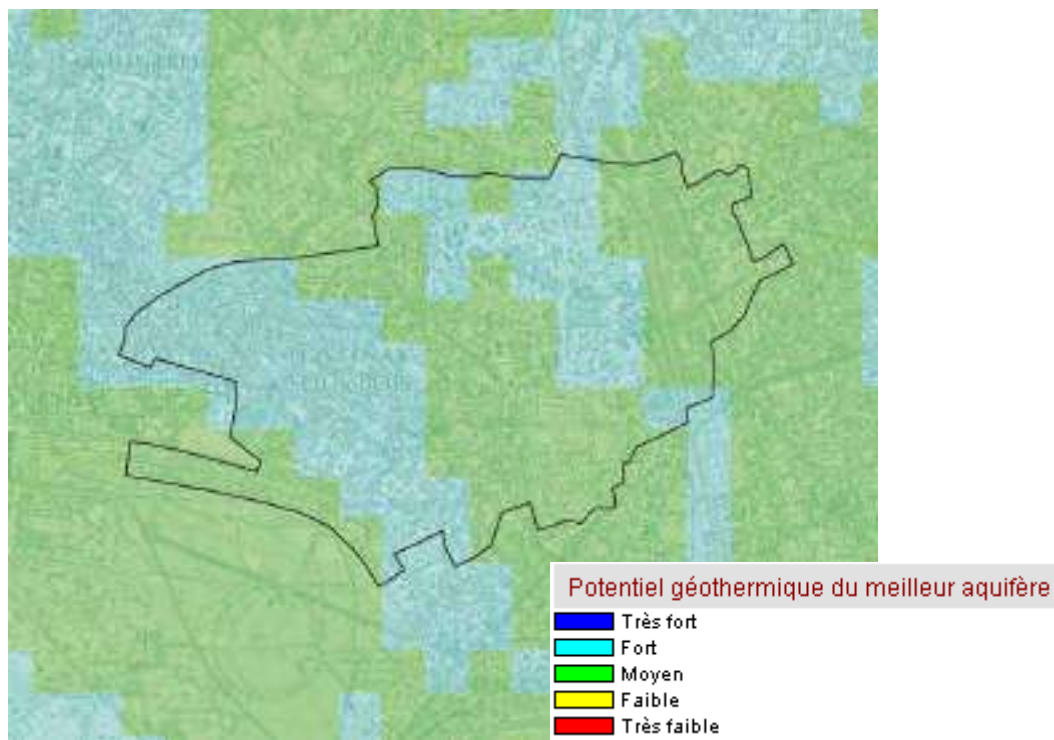 Potentiel géothermique du meilleur aquifère
Très fort
Fort
Moyen
Faible
Très faible